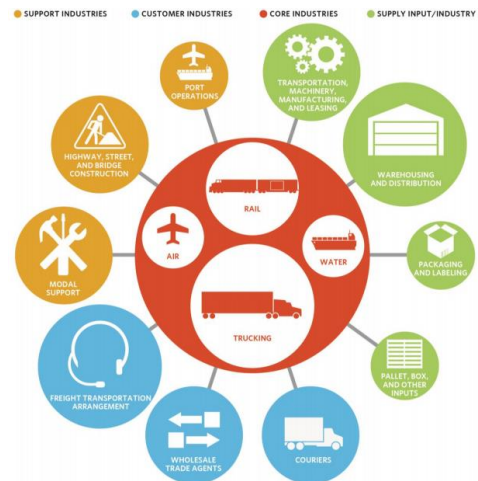 SUPPORT INDUSTRIES
CUSTOMER INDUSTRIES
CORE INDUSTRIES
SUPPLY INPUT/INDUSTRY
PORT
OPERATIONS
TRANSPORTATION,
MACHINERY,
MANUFACTURING,
AND LEASING
HIGHWAY, STREET,
AND BRIDGE
CONSTRUCTION
WAREHOUSING
AND DISTRIBUTION
RAIL
AIR
WATER
MODAL
SUPPORT
PACKAGING
AND LABELING
TRUCKING
FREIGHT TRANSPORTATION
ARRANGEMENT
PALLET, BOX,
AND OTHER
INPUTS
WHOLESALE
TRADE AGENTS
COURIERS